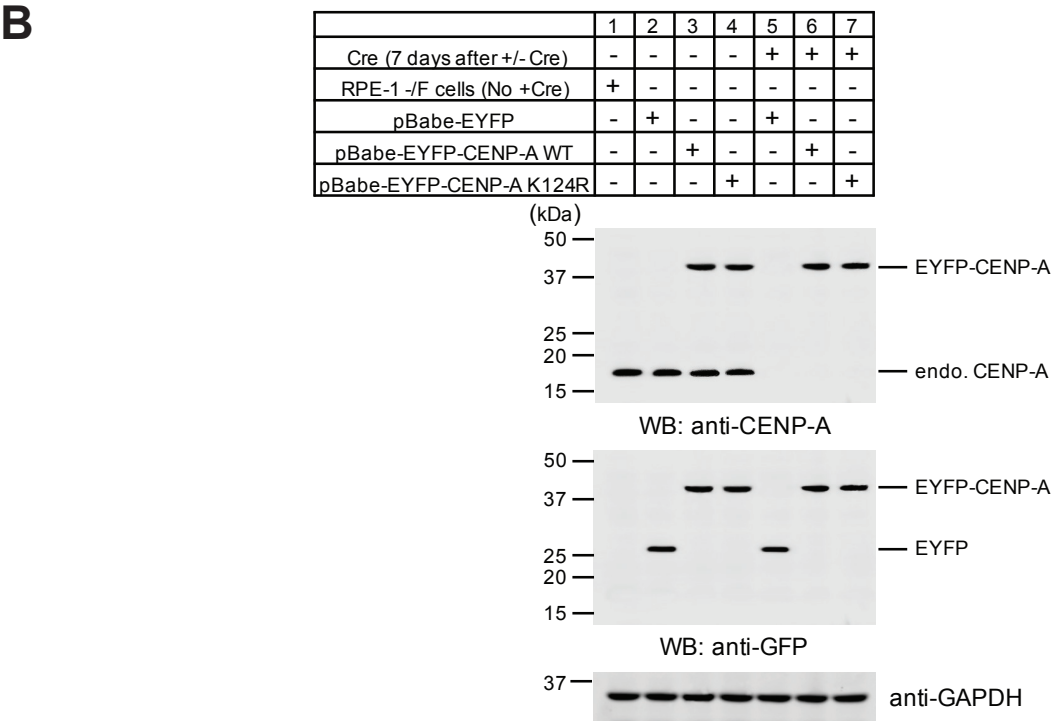 B
1 2 3 4 5 6 7
Cre (7 days after +/- Cre) - - - - + + +
RPE-1 -/F cells (No +Cre) + - - - - - -
pBabe-EYFP - + - - + - -
pBabe-EYFP-CENP-A WT - - + - - + -
pBabe-EYFP-CENP-A K124R - - - + - - +
(kDa)
50
EYFP-CENP-A
37
25
20
endo. CENP-A
15
WB: anti-CENP-A
50
EYFP-CENP-A
37
EYFP
25
20
15
WB: anti-GFP
37
anti-GAPDH